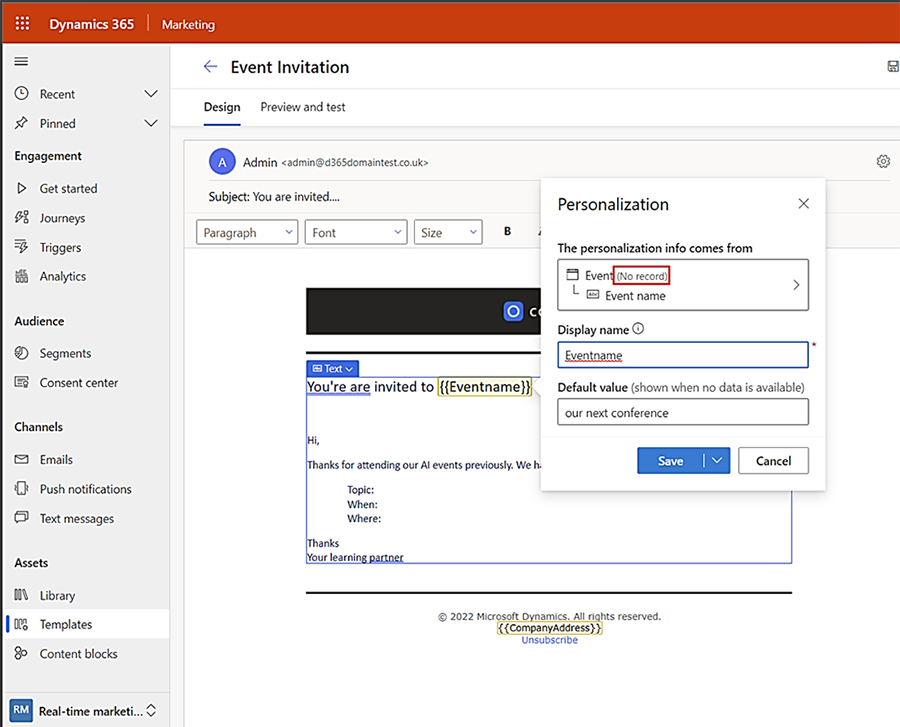 Dynamics 365 Marketing
Event Invitation
Recent
Pinned
Engagement
Get started
Journeys
Triggers
Analytics
Audience
Segments
Consent center
Channels
Emails
Push notifications
Text messages
Assets
Library
Templates
Content blocks
RM Real-time marketi...
Design Preview and test
A Admin <admin@d365domaintest.co.uk>
Subject: You are invited....
Paragraph Font Size B
Text
You're are invited to {{Eventname}}
Hi,
Thanks for attending our AI events previously. We
Topic:
When:
Where:
Thanks
Your learning partner
© 2022 Microsoft Dynamics. All rights reserved.
{{CompanyAddress}}
Unsubscribe
Personalization
The personalization info comes from
Event (No record)
Abc Event name
Display name
Eventname *
Default value (shown when no data is available)
our next conference
Save Cancel